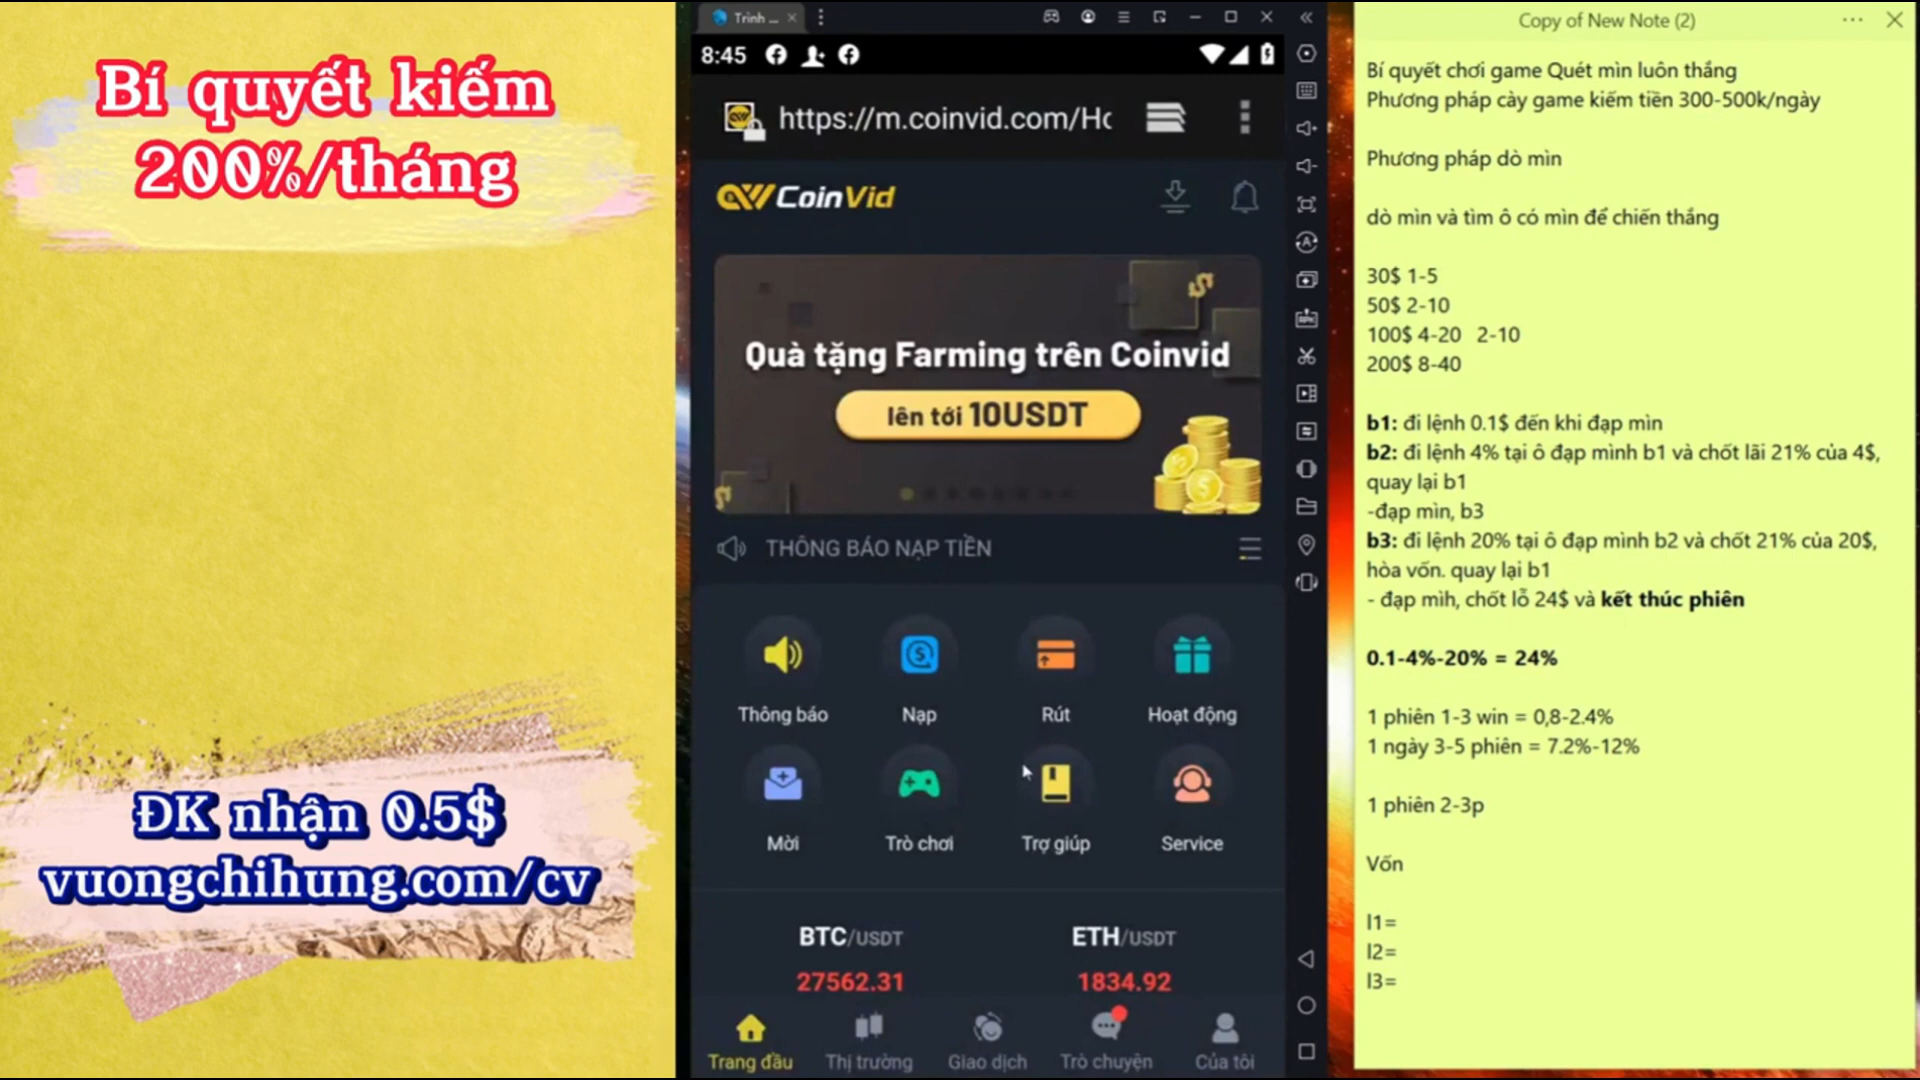 Bí quyết kiếm
200%/tháng
ĐK nhận 0.5$
vuongchihung.com/cv
Trình ...
8:45
https://m.coinvid.com/Ho
CoinVid
Quà tặng Farming trên Coinvid
lên tới 10USDT
THÔNG BÁO NẠP TIỀN
Thông báo
Nạp
Rút
Hoạt động
Mời
Trò chơi
Trợ giúp
Service
BTC/USDT
ETH/USDT
27562.31
1834.92
Trang đầu
Thị trường
Giao dịch
Trò chuyện
Của tôi
Copy of New Note (2)
Bí quyết chơi game Quét mìn luôn thắng
Phương pháp cày game kiếm tiền 300-500k/ngày
Phương pháp dò mìn
dò mìn và tìm ô có mìn để chiến thắng
30$ 1-5
50$ 2-10
100$ 4-20 2-10
200$ 8-40
b1: đi lệnh 0.1$ đến khi đạp mìn
b2: đi lệnh 4% tại ô đạp mình b1 và chốt lãi 21% của 4$,
quay lại b1
-đạp mìn, b3
b3: đi lệnh 20% tại ô đạp mình b2 và chốt 21% của 20$,
hòa vốn. quay lại b1
- đạp mìh, chốt lỗ 24$ và kết thúc phiên
0.1-4%-20% = 24%
1 phiên 1-3 win = 0,8-2.4%
1 ngày 3-5 phiên = 7.2%-12%
1 phiên 2-3p
Vốn
l1=
l2=
l3=